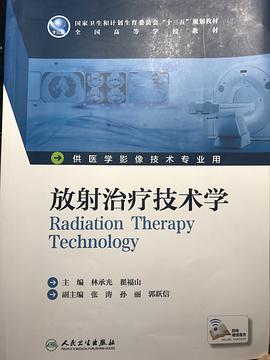 国家卫生和计划生育委员会“十三五”规划教材
全国高等学校教材
供医学影像技术专业用
放射治疗技术学
Radiation Therapy
Technology
主编 林承光 翟福山
副主编 张涛 孙丽 郭跃信
人民卫生出版社